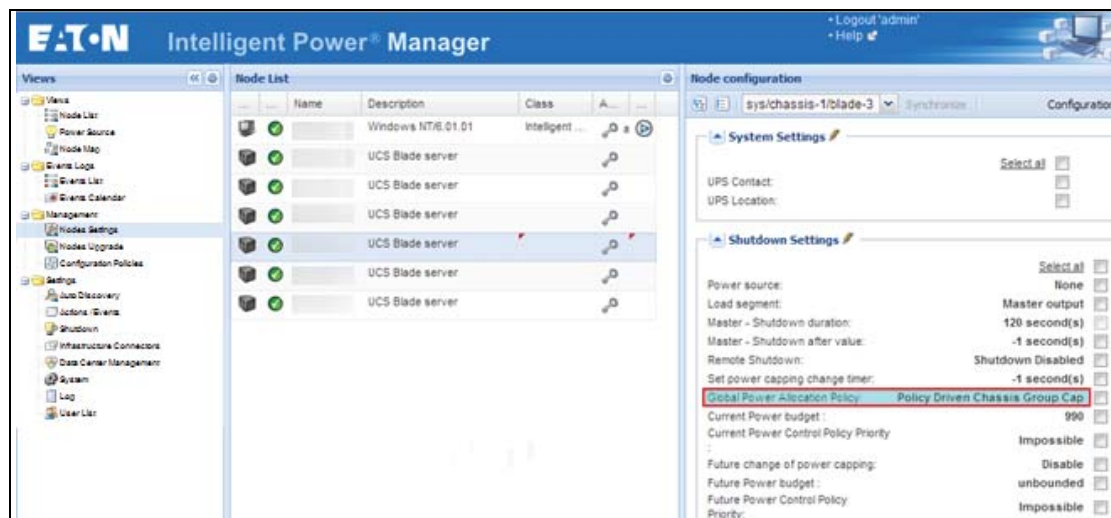 EATON Intelligent Power® Manager
• Logout 'admin'
• Help
Views
Views
Node List
Power Source
Node Map
Events Logs
Events List
Events Calendar
Management
Nodes Settings
Nodes Upgrade
Configuration Policies
Settings
Auto Discovery
Actions /Events
Shutdown
Infrastructure Connectors
Data Center Management
System
Log
User List
Node List
... ... Name Description Class A... ...
Windows NT/6.01.01 Intelligent ...
UCS Blade server
UCS Blade server
UCS Blade server
UCS Blade server
UCS Blade server
UCS Blade server
Node configuration
sys/chassis-1/blade-3 Synchronize Configuration
System Settings
Select all
UPS Contact:
UPS Location:
Shutdown Settings
Select all
Power source: None
Load segment: Master output
Master - Shutdown duration: 120 second(s)
Master - Shutdown after value: -1 second(s)
Remote Shutdown: Shutdown Disabled
Set power capping change timer: -1 second(s)
Global Power Allocation Policy: Policy Driven Chassis Group Cap
Current Power budget : 990
Current Power Control Policy Priority
: Impossible
Future change of power capping: Disable
Future Power budget : unbounded
Future Power Control Policy
Priority: Impossible